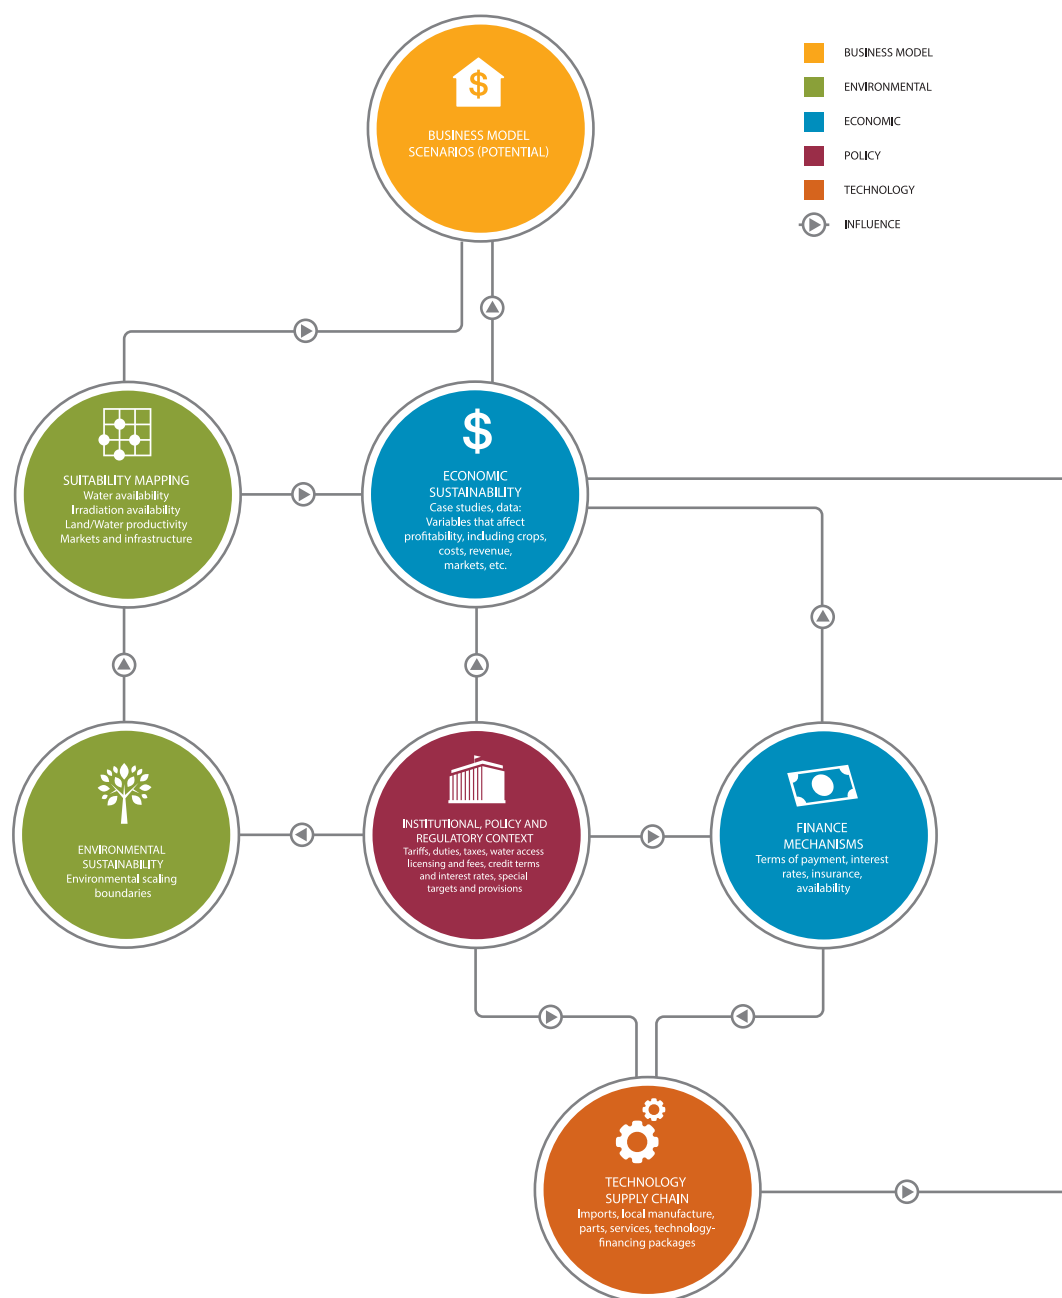 $
BUSINESS MODEL
SCENARIOS (POTENTIAL)
BUSINESS MODEL
ENVIRONMENTAL
ECONOMIC
POLICY
TECHNOLOGY
INFLUENCE
SUITABILITY MAPPING
Water availability
Irradiation availability
Land/Water productivity
Markets and infrastructure
$
ECONOMIC
SUSTAINABILITY
Case studies, data:
Variables that affect
profitability, including crops,
costs, revenue,
markets, etc.
ENVIRONMENTAL
SUSTAINABILITY
Environmental scaling
boundaries
INSTITUTIONAL, POLICY AND
REGULATORY CONTEXT
Tariffs, duties, taxes, water access
licensing and fees, credit terms
and interest rates, special
targets and provisions
FINANCE
MECHANISMS
Terms of payment, interest
rates, insurance,
availability
TECHNOLOGY
SUPPLY CHAIN
Imports, local manufacture,
parts, services, technology-
financing packages